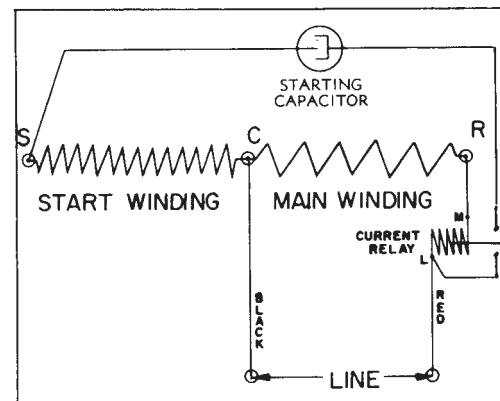 STARTING
CAPACITOR
S
C
R
START WINDING
MAIN WINDING
M
CURRENT
RELAY
L
BLACK
RED
LINE